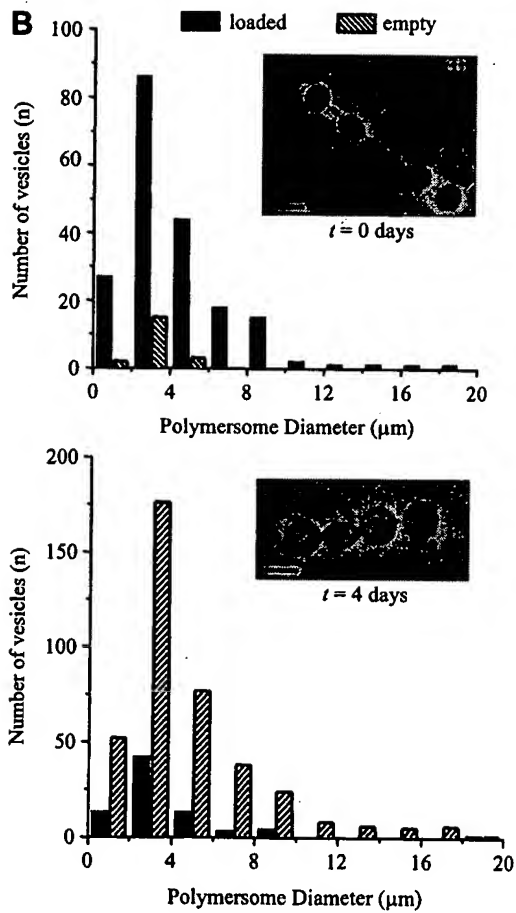 B
loaded empty
100
80
60
40
20
0
Number of vesicles (n)
t = 0 days
0 4 8 12 16 20
Polymersome Diameter (μm)
200
150
100
50
0
Number of vesicles (n)
t = 4 days
0 4 8 12 16 20
Polymersome Diameter (μm)